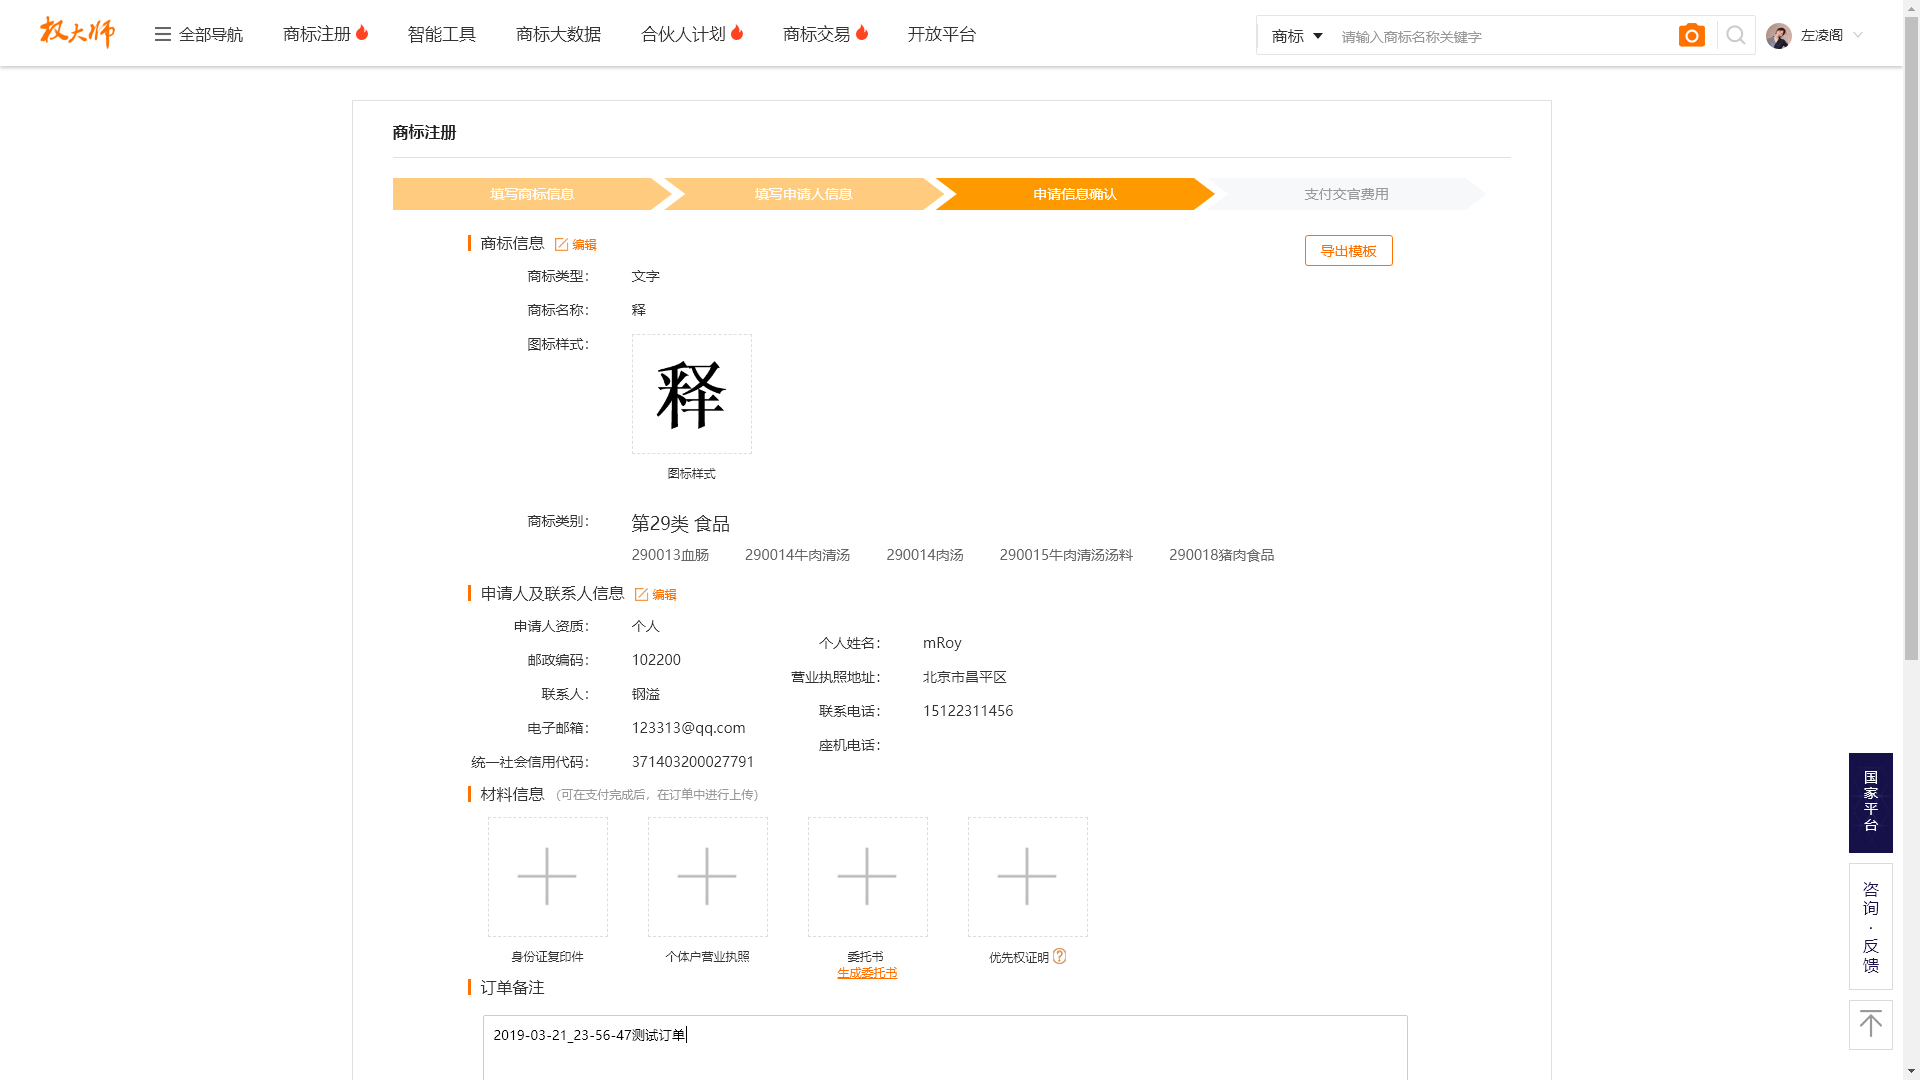 权大师
全部导航
商标注册
智能工具
商标大数据
合伙人计划
商标交易
开放平台
商标
请输入商标名称关键字
左凌阁
商标注册
填写商标信息
填写申请人信息
申请信息确认
支付交官费用
商标信息
编辑
导出模板
商标类型：
文字
商标名称：
释
图标样式：
释
图标样式
商标类别：
第29类 食品
290013血肠
290014牛肉清汤
290014肉汤
290015牛肉清汤汤料
290018猪肉食品
申请人及联系人信息
编辑
申请人资质：
个人
邮政编码：
102200
联系人：
钢溢
电子邮箱：
123313@qq.com
统一社会信用代码：
371403200027791
个人姓名：
mRoy
营业执照地址：
北京市昌平区
联系电话：
15122311456
座机电话：
材料信息
（可在支付完成后，在订单中进行上传）
身份证复印件
个体户营业执照
委托书
生成委托书
优先权证明
?
订单备注
2019-03-21_23-56-47测试订单
国家平台
咨询·反馈